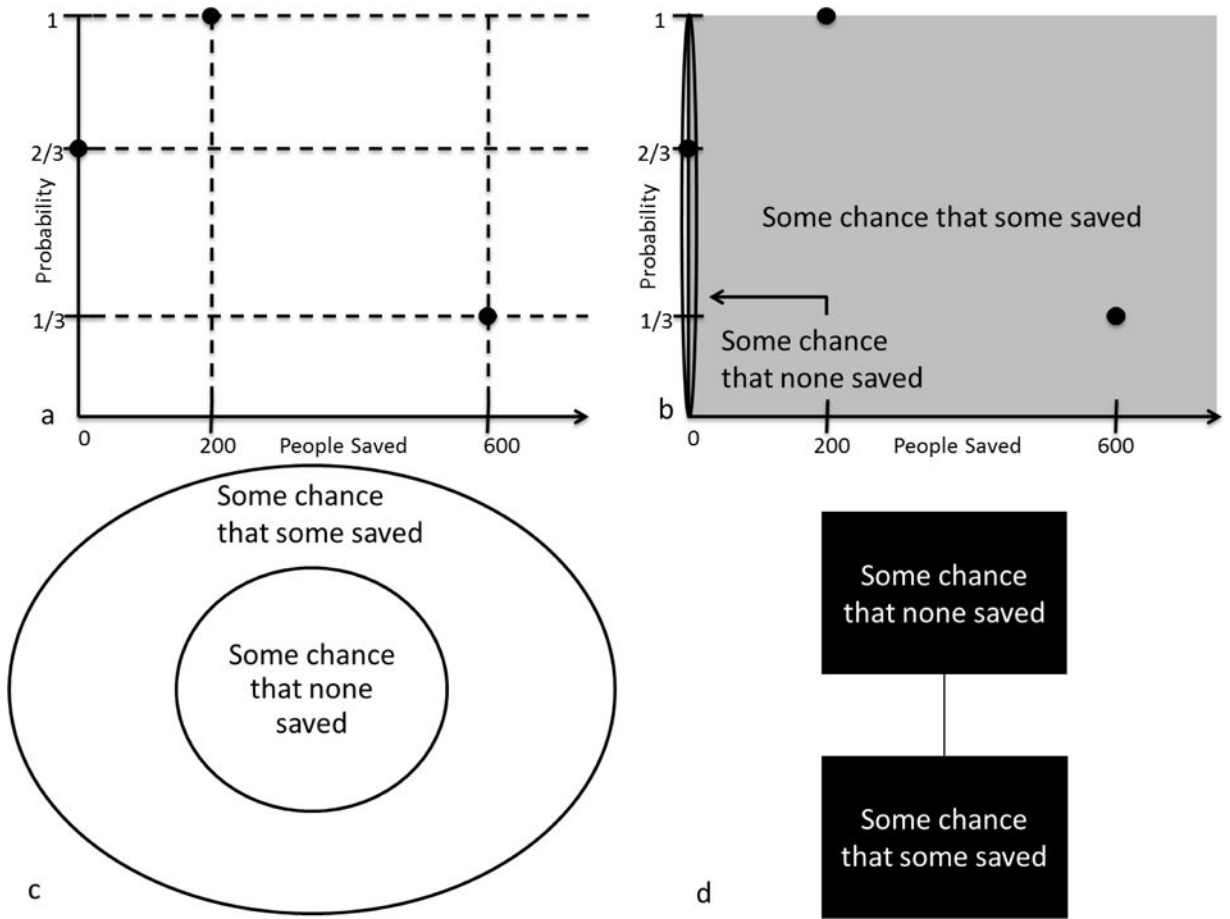 1
2/3
Probability
1/3
a
0
200
People Saved
600
1
2/3
Probability
Some chance that some saved
1/3
Some chance
that none saved
b
0
200
People Saved
600
Some chance
that some saved
Some chance
that none
saved
c
Some chance
that none saved
Some chance
that some saved
d